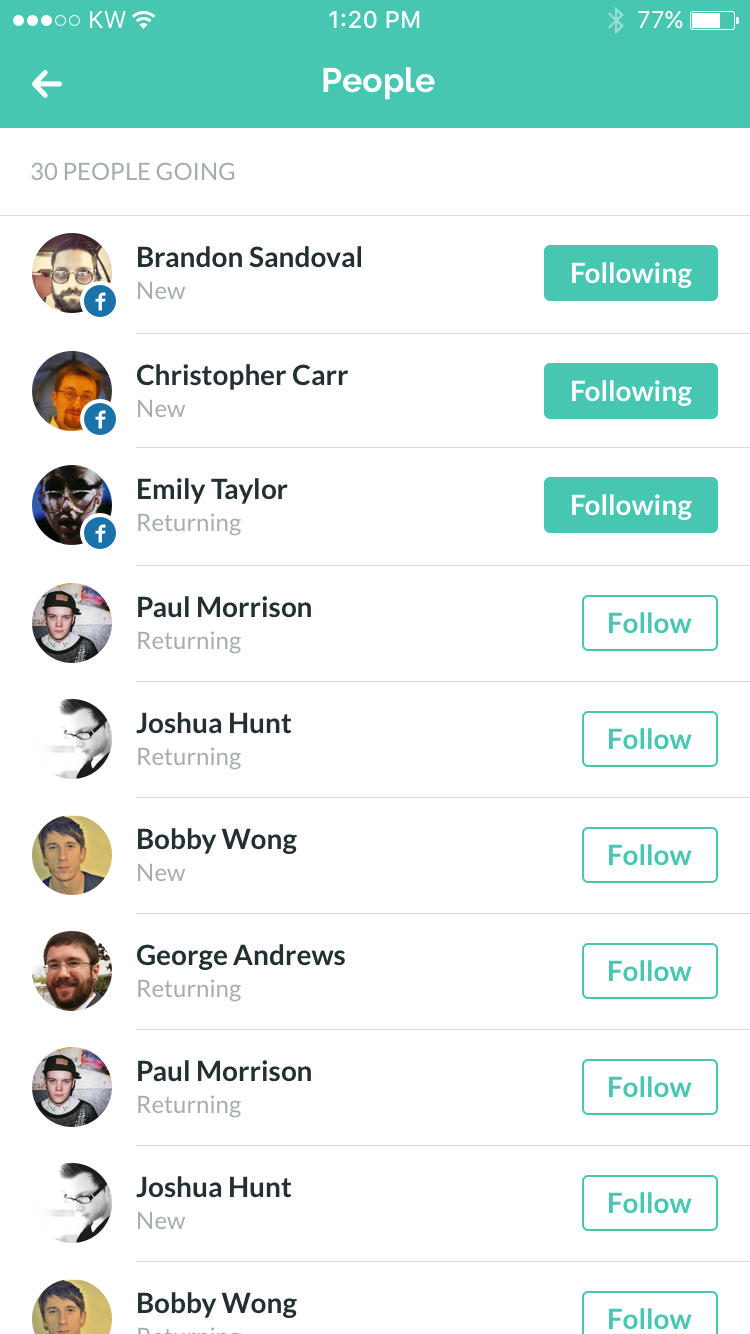 KW 1:20 PM 77%
People
30 PEOPLE GOING
Brandon Sandoval
New
Following
Christopher Carr
New
Following
Emily Taylor
Returning
Following
Paul Morrison
Returning
Follow
Joshua Hunt
Returning
Follow
Bobby Wong
New
Follow
George Andrews
Returning
Follow
Paul Morrison
Returning
Follow
Joshua Hunt
New
Follow
Bobby Wong
Returning
Follow